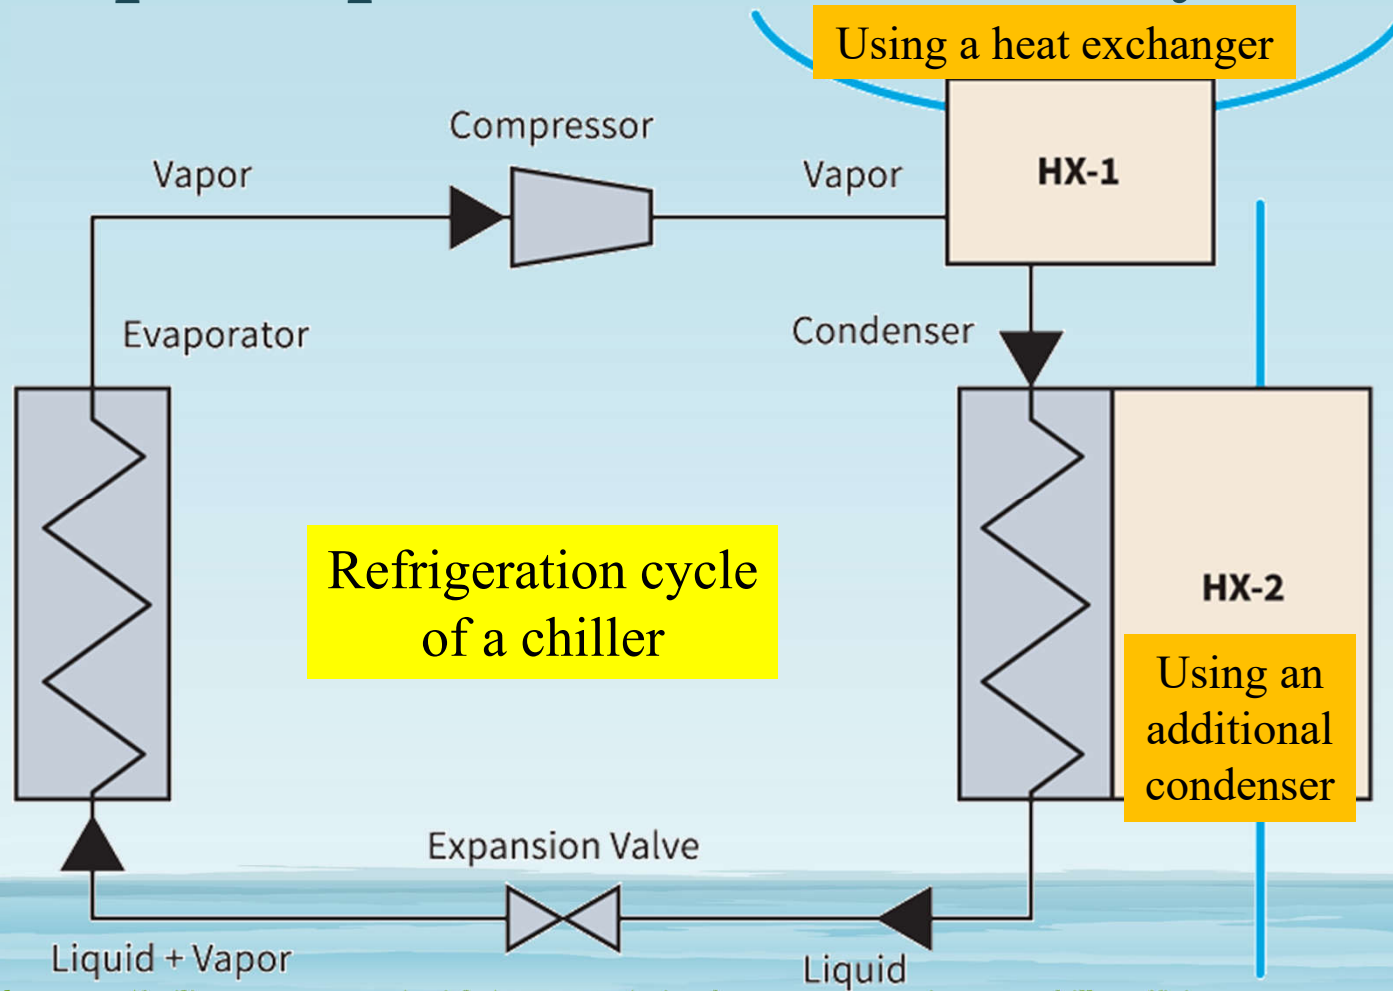 Using a heat exchanger
Compressor
Vapor
Vapor
HX-1
Evaporator
Condenser
Refrigeration cycle
of a chiller
HX-2
Using an
additional
condenser
Expansion Valve
Liquid + Vapor
Liquid